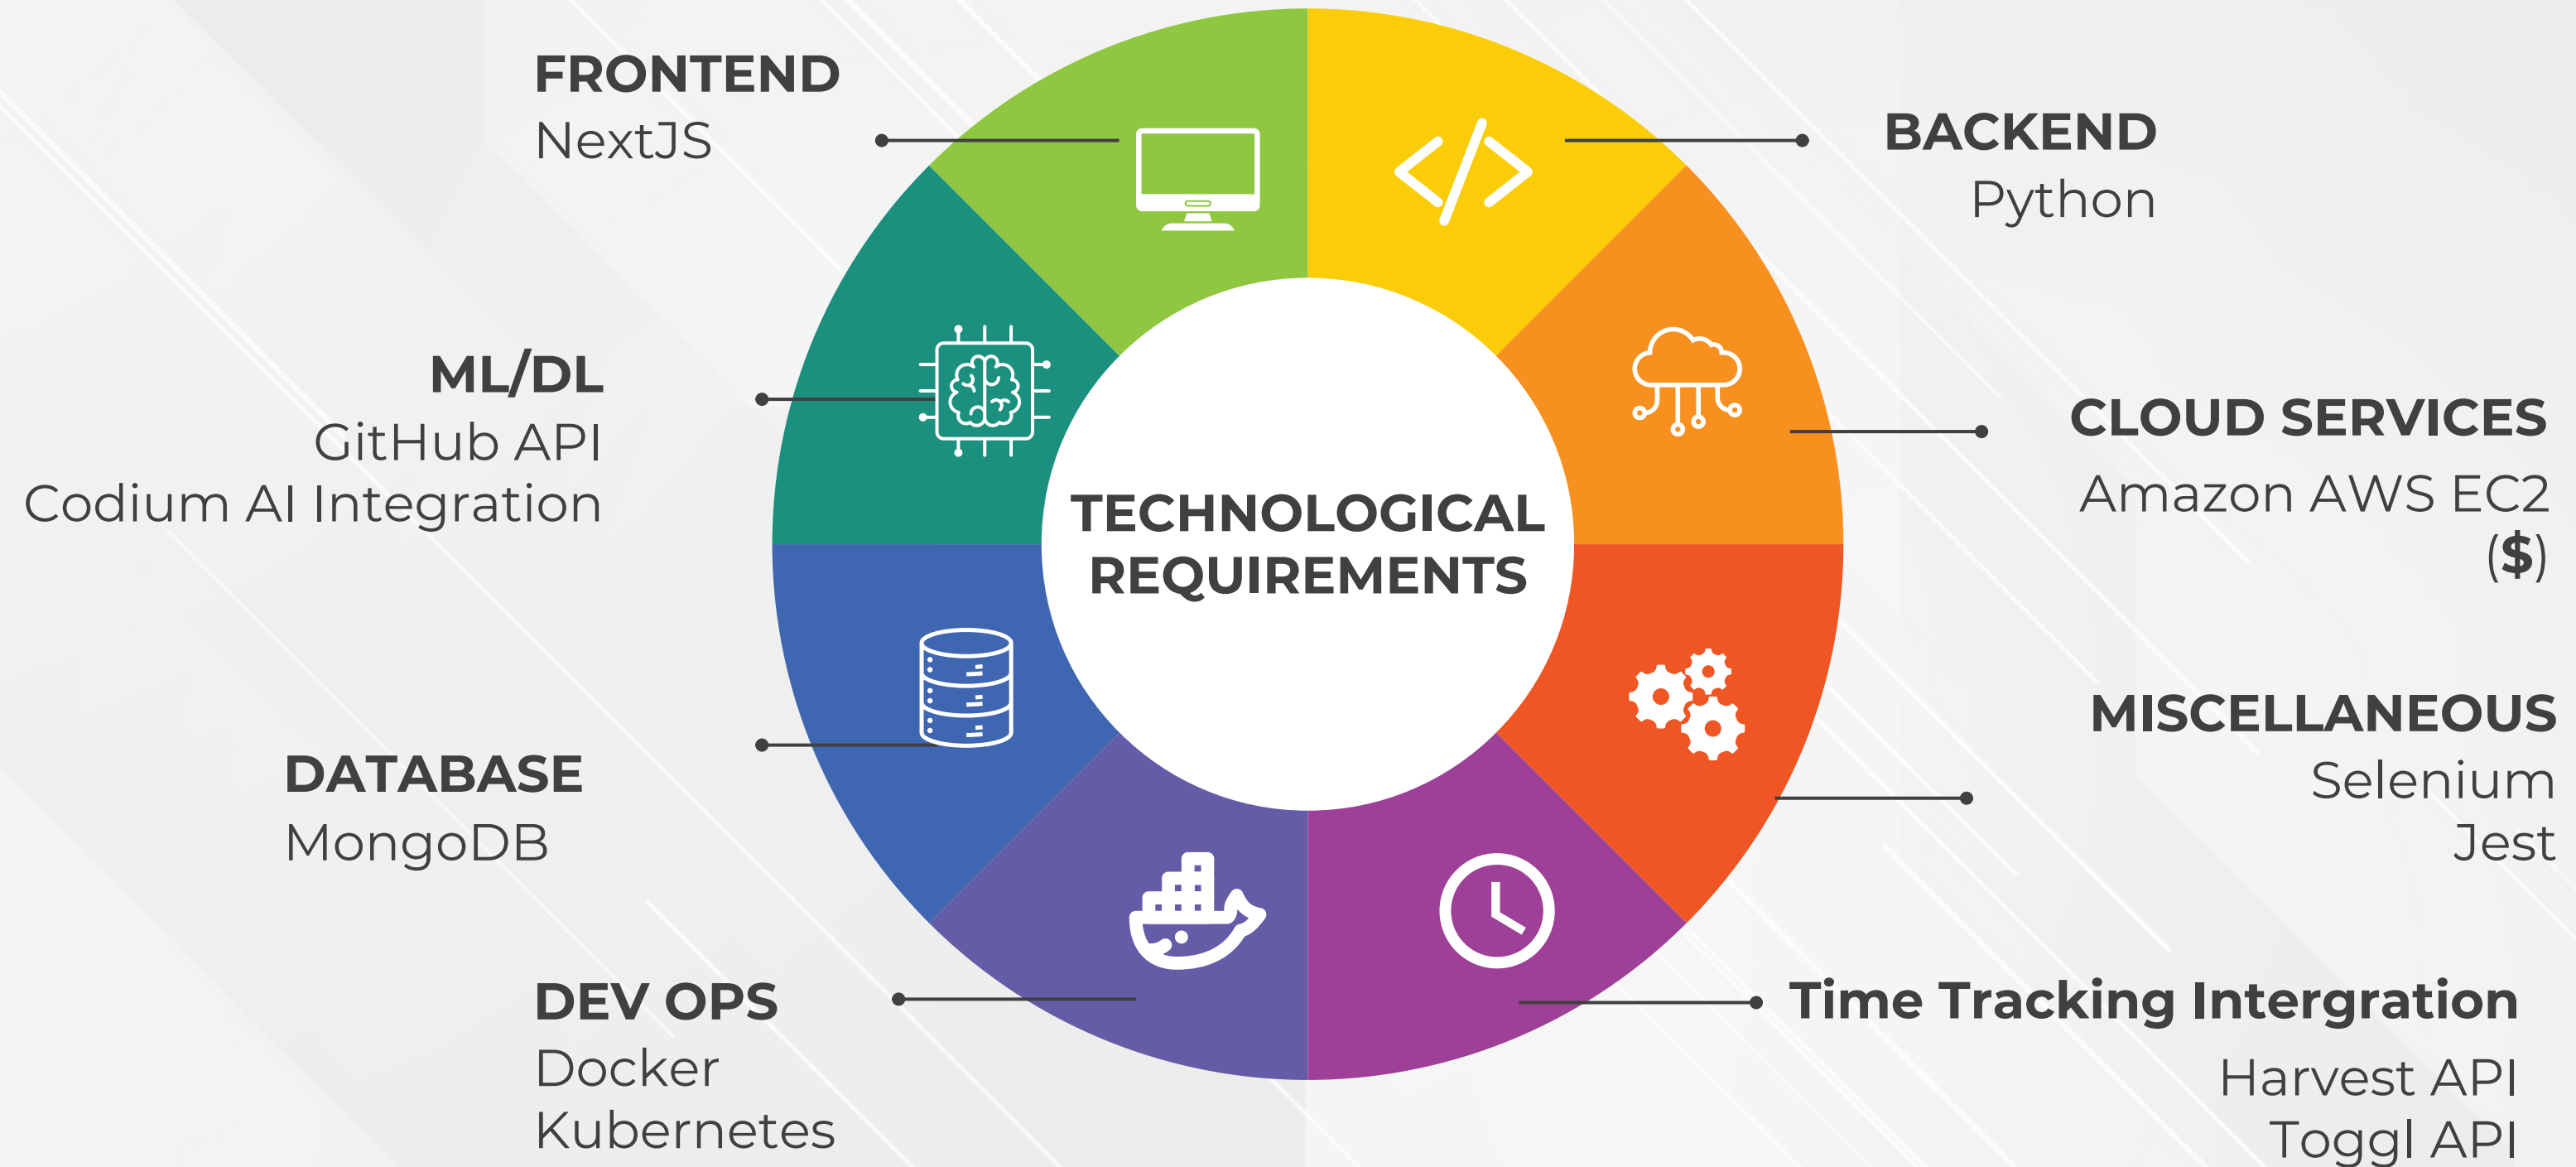 FRONTEND
NextJS
BACKEND
Python
ML/DL
GitHub API
Codium AI Integration
CLOUD SERVICES
Amazon AWS EC2
($)
TECHNOLOGICAL
REQUIREMENTS
DATABASE
MongoDB
MISCELLANEOUS
Selenium
Jest
DEV OPS
Docker
Kubernetes
Time Tracking Intergration
Harvest API
Toggl API